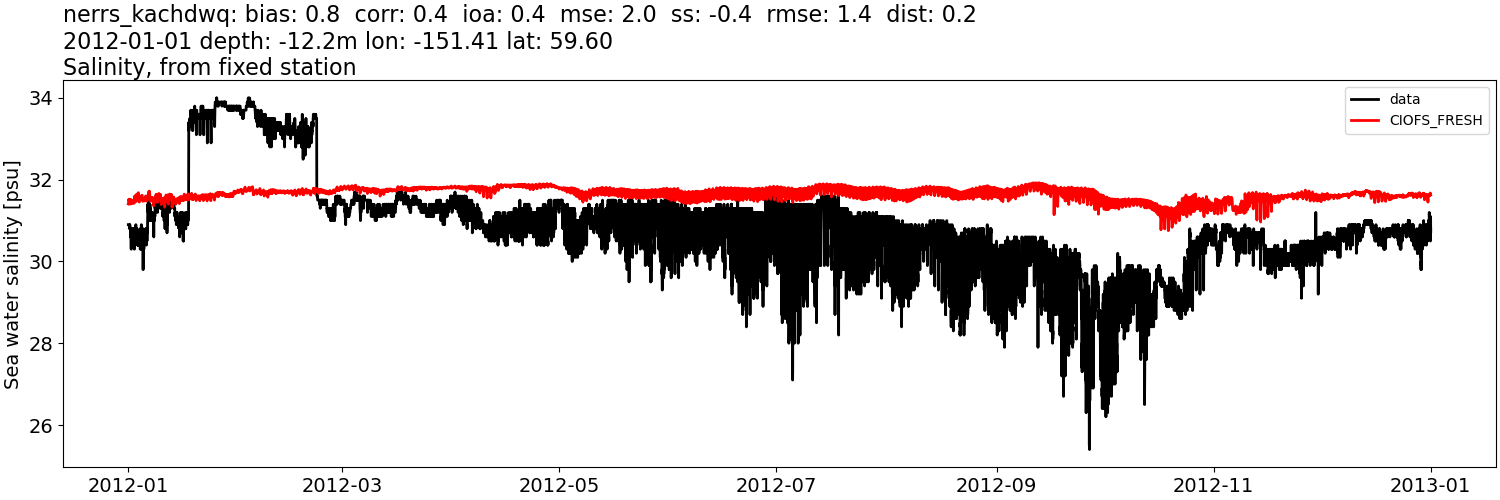 nerrs_kachdwq: bias: 0.8  corr: 0.4  ioa: 0.4  mse: 2.0  ss: -0.4  rmse: 1.4  dist: 0.2
2012-01-01 depth: -12.2m lon: -151.41 lat: 59.60
Salinity, from fixed station
data
CIOFS_FRESH
Sea water salinity [psu]
34
32
30
28
26
2012-01
2012-03
2012-05
2012-07
2012-09
2012-11
2013-01